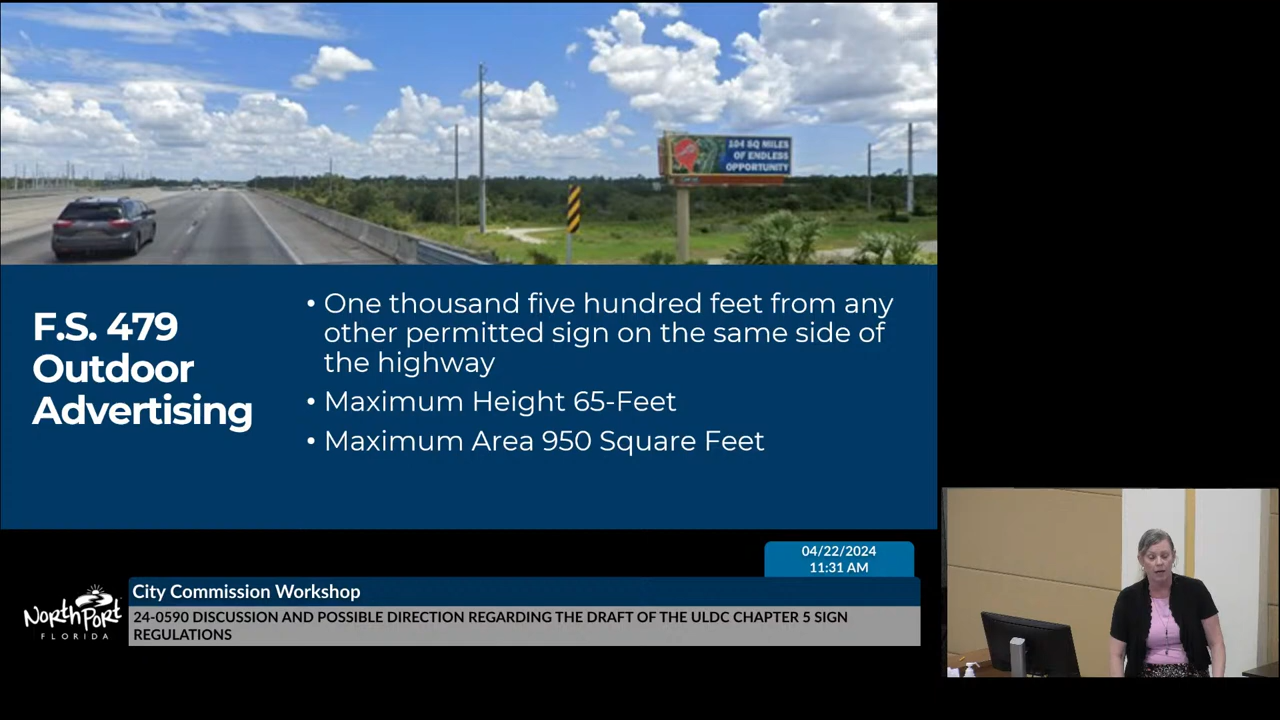 104 SQ MILES
OF ENDLESS
OPPORTUNITY
F.S. 479
Outdoor
Advertising
• One thousand five hundred feet from any
other permitted sign on the same side of
the highway
• Maximum Height 65-Feet
• Maximum Area 950 Square Feet
04/22/2024
11:31 AM
City Commission Workshop
24-0590 DISCUSSION AND POSSIBLE DIRECTION REGARDING THE DRAFT OF THE ULDC CHAPTER 5 SIGN
REGULATIONS
North Port
FLORIDA